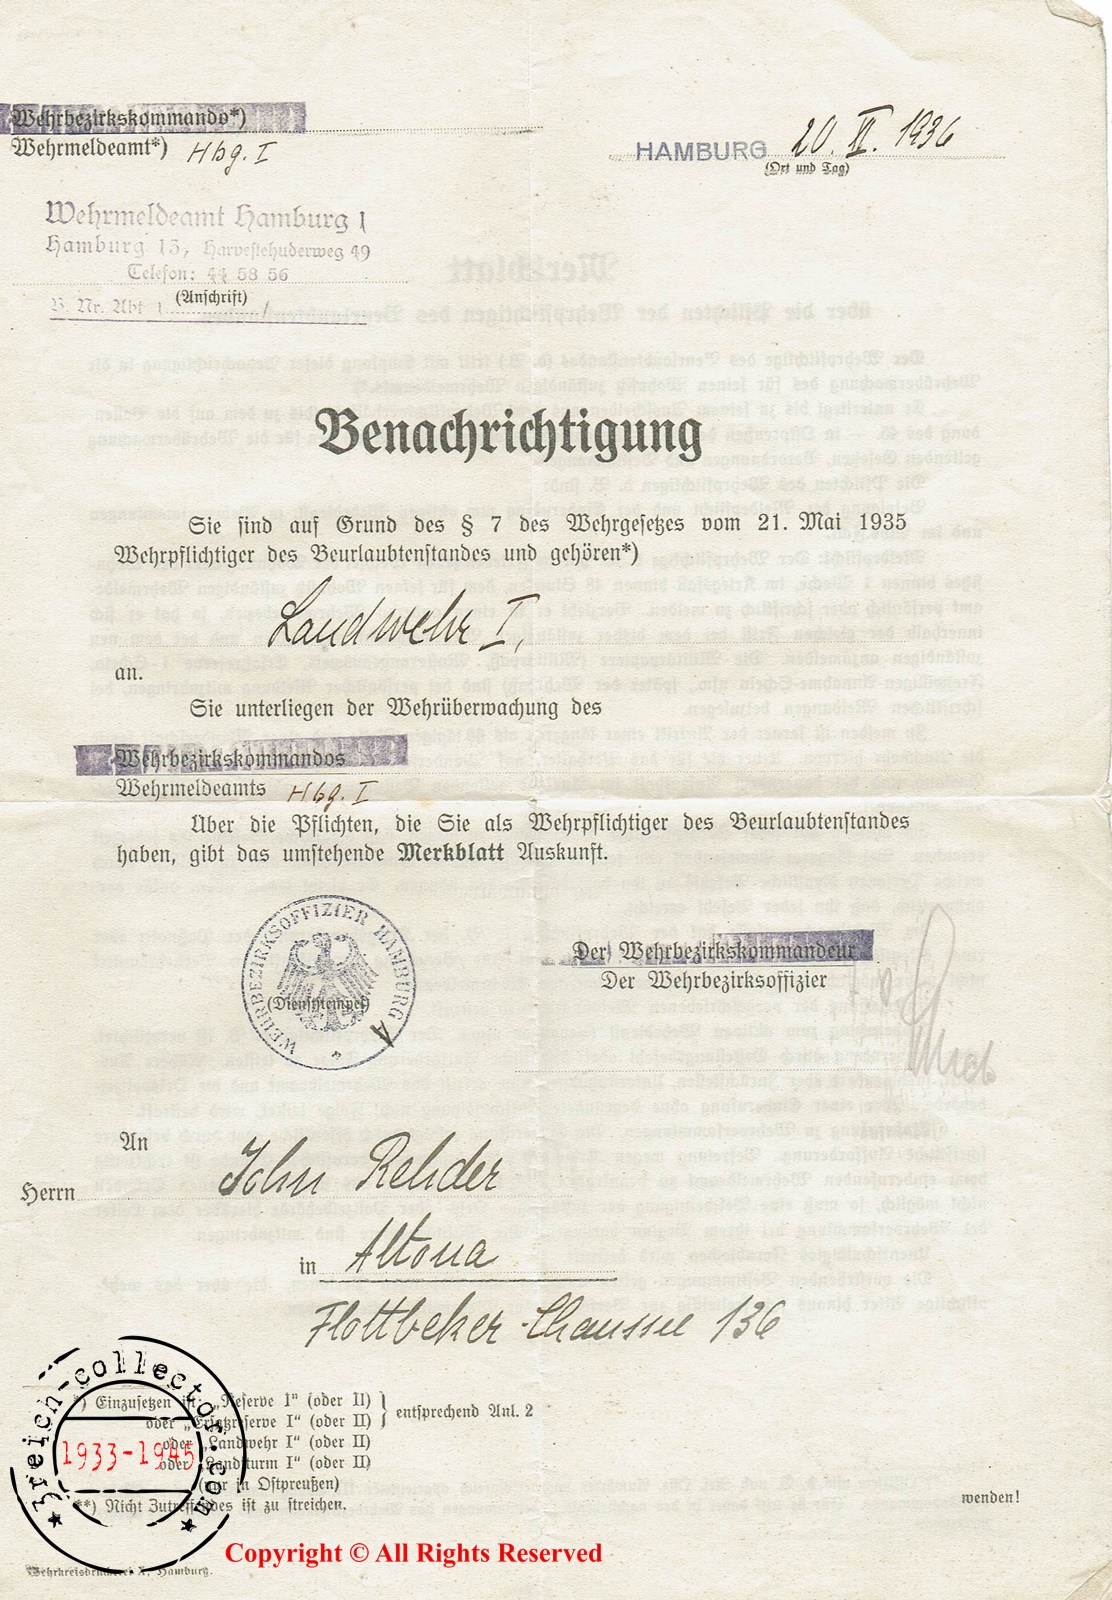 Wehrbezirkskommando*)
Wehrmeldeamt*) Hbg. I
HAMBURG 20. VI. 1936
(Ort und Tag)
Wehrmeldeamt Hamburg I
Hamburg 13, Harvestehuderweg 49
Telefon: 44 58 56
(Anschrift)
B. Nr. Abt. I
Benachrichtigung
Sie sind auf Grund des § 7 des Wehrgesetzes vom 21. Mai 1935
Wehrpflichtiger des Beurlaubtenstandes und gehören*)
Landwehr I,
an.
Sie unterliegen der Wehrüberwachung des
Wehrbezirkskommandos
Wehrmeldeamts Hbg. I
Über die Pflichten, die Sie als Wehrpflichtiger des Beurlaubtenstandes
haben, gibt das umstehende Merkblatt Auskunft.
WEHRBEZIRKSOFFIZIER HAMBURG
(Dienststempel)
Der Wehrbezirkskommandeur
Der Wehrbezirksoffizier
An
Herrn John Rehder
in Altona
Flottbeker Chaussee 136
*) Einzusetzen ist: „Reserve I" (oder II)
oder „Ersatzreserve I" (oder II) } entsprechend Anl. 2
oder „Landwehr I" (oder II)
oder „Landsturm I" (oder II)
(nur in Ostpreußen)
**) Nicht Zutreffendes ist zu streichen.
wenden!
3reich-collector.com
1933-1945
Copyright © All Rights Reserved
Wehrkreisdruckerei X, Hamburg.